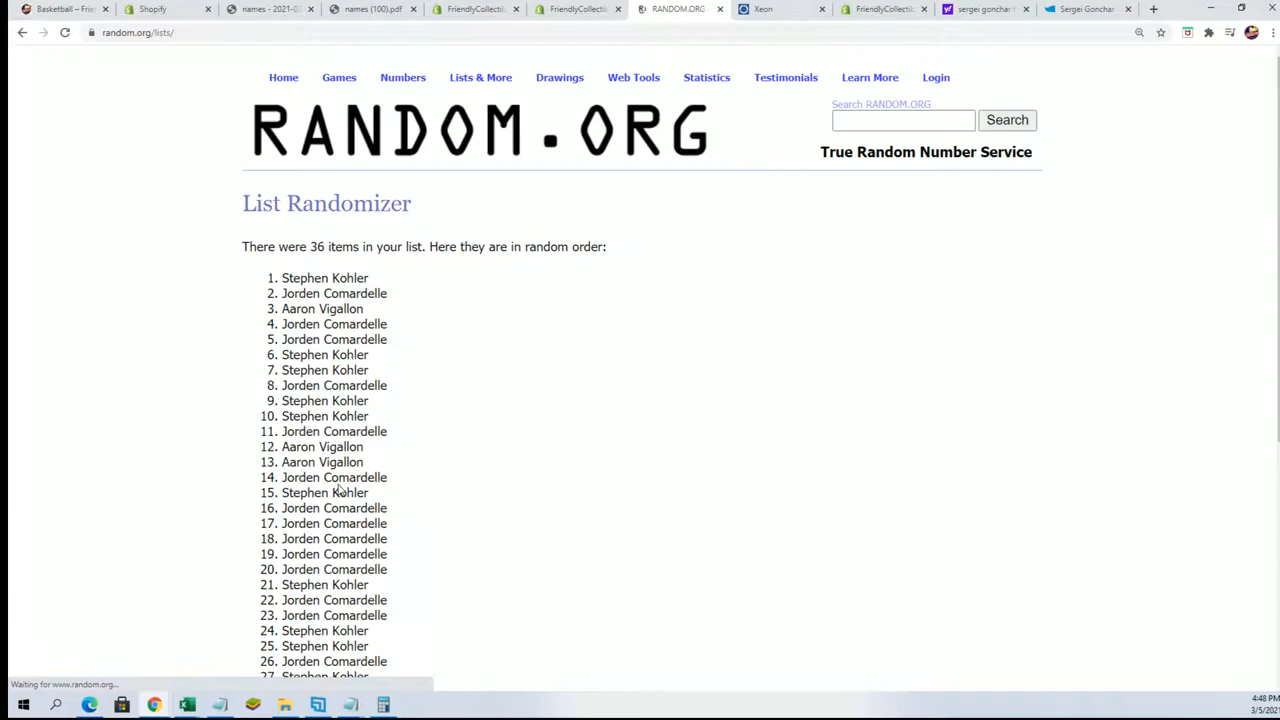 Basketball – Frie
Shopify
names - 2021-0
names (100).pdf
FriendlyCollectib
FriendlyCollectib
RANDOM.ORG
Xeon
FriendlyCollectib
sergei gonchar
Sergei Gonchar
random.org/lists/
Home Games Numbers Lists & More Drawings Web Tools Statistics Testimonials Learn More Login
RANDOM.ORG
Search RANDOM.ORG
Search
True Random Number Service
List Randomizer
There were 36 items in your list. Here they are in random order:
1. Stephen Kohler
2. Jorden Comardelle
3. Aaron Vigallon
4. Jorden Comardelle
5. Jorden Comardelle
6. Stephen Kohler
7. Stephen Kohler
8. Jorden Comardelle
9. Stephen Kohler
10. Stephen Kohler
11. Jorden Comardelle
12. Aaron Vigallon
13. Aaron Vigallon
14. Jorden Comardelle
15. Stephen Kohler
16. Jorden Comardelle
17. Jorden Comardelle
18. Jorden Comardelle
19. Jorden Comardelle
20. Jorden Comardelle
21. Stephen Kohler
22. Jorden Comardelle
23. Jorden Comardelle
24. Stephen Kohler
25. Stephen Kohler
26. Jorden Comardelle
27. Stephen Kohler
Waiting for www.random.org...
4:48 PM
3/5/2021